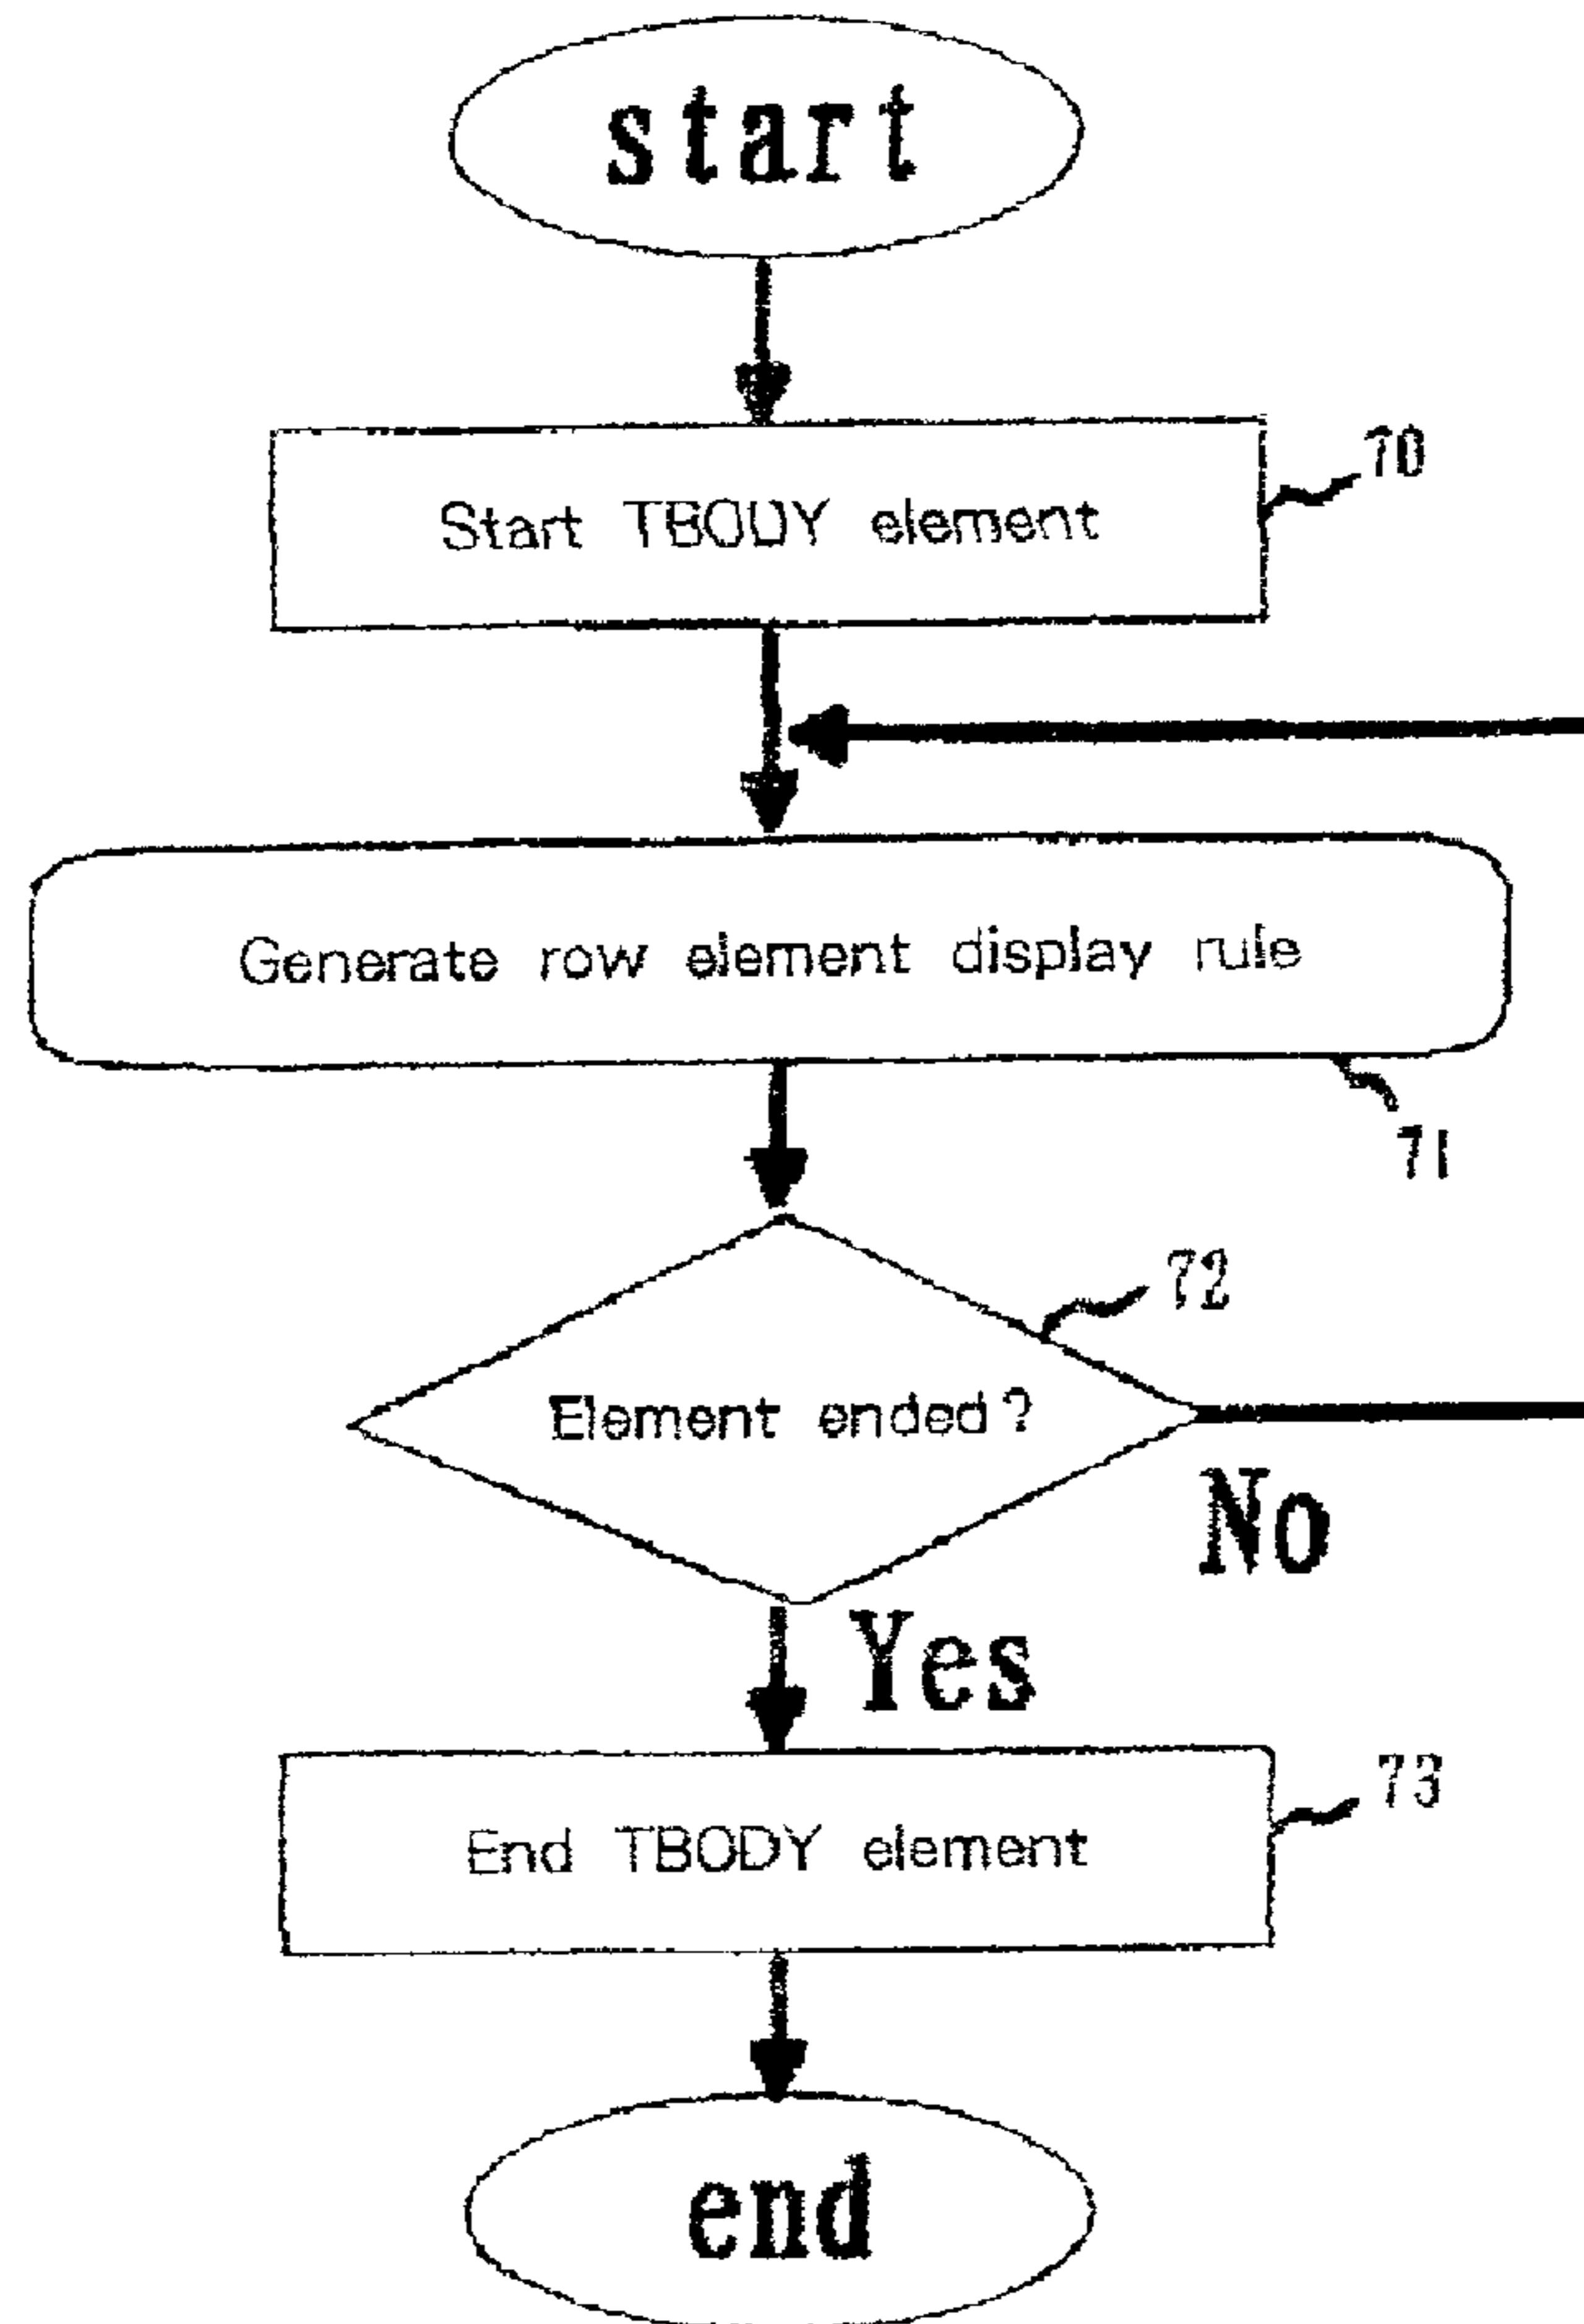 start
Start TBODY element
70
Generate row element display rule
71
72
Element ended?
No
Yes
73
End TBODY element
end